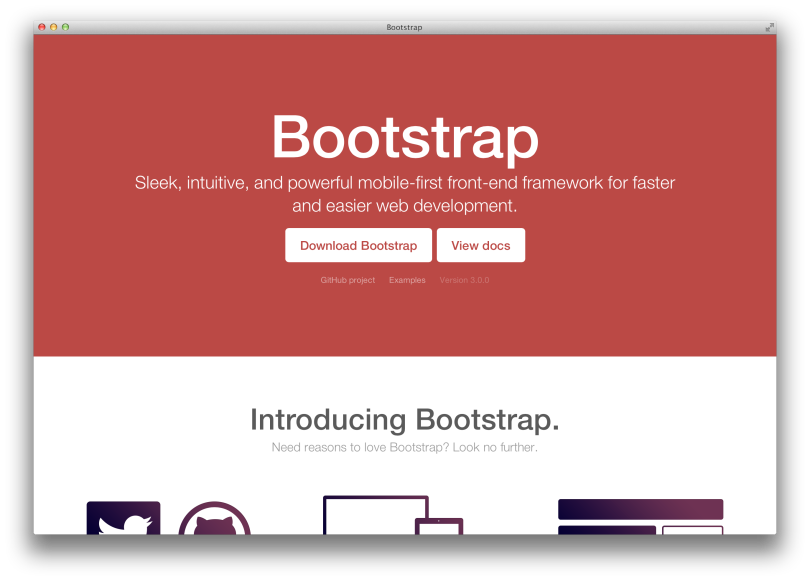 Bootstrap
Bootstrap
Sleek, intuitive, and powerful mobile-first front-end framework for faster
and easier web development.
Download Bootstrap View docs
GitHub project Examples Version 3.0.0
Introducing Bootstrap.
Need reasons to love Bootstrap? Look no further.